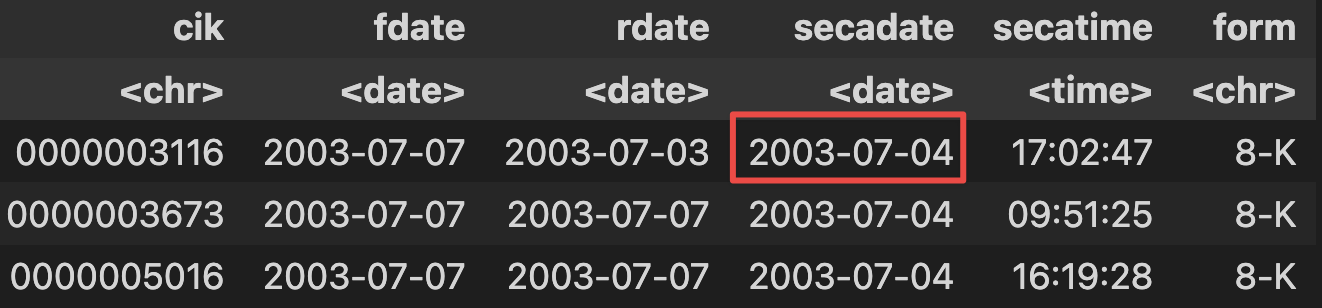 cik fdate rdate secadate secatime form
<chr> <date> <date> <date> <time> <chr>
0000003116 2003-07-07 2003-07-03 2003-07-04 17:02:47 8-K
0000003673 2003-07-07 2003-07-07 2003-07-04 09:51:25 8-K
0000005016 2003-07-07 2003-07-07 2003-07-04 16:19:28 8-K